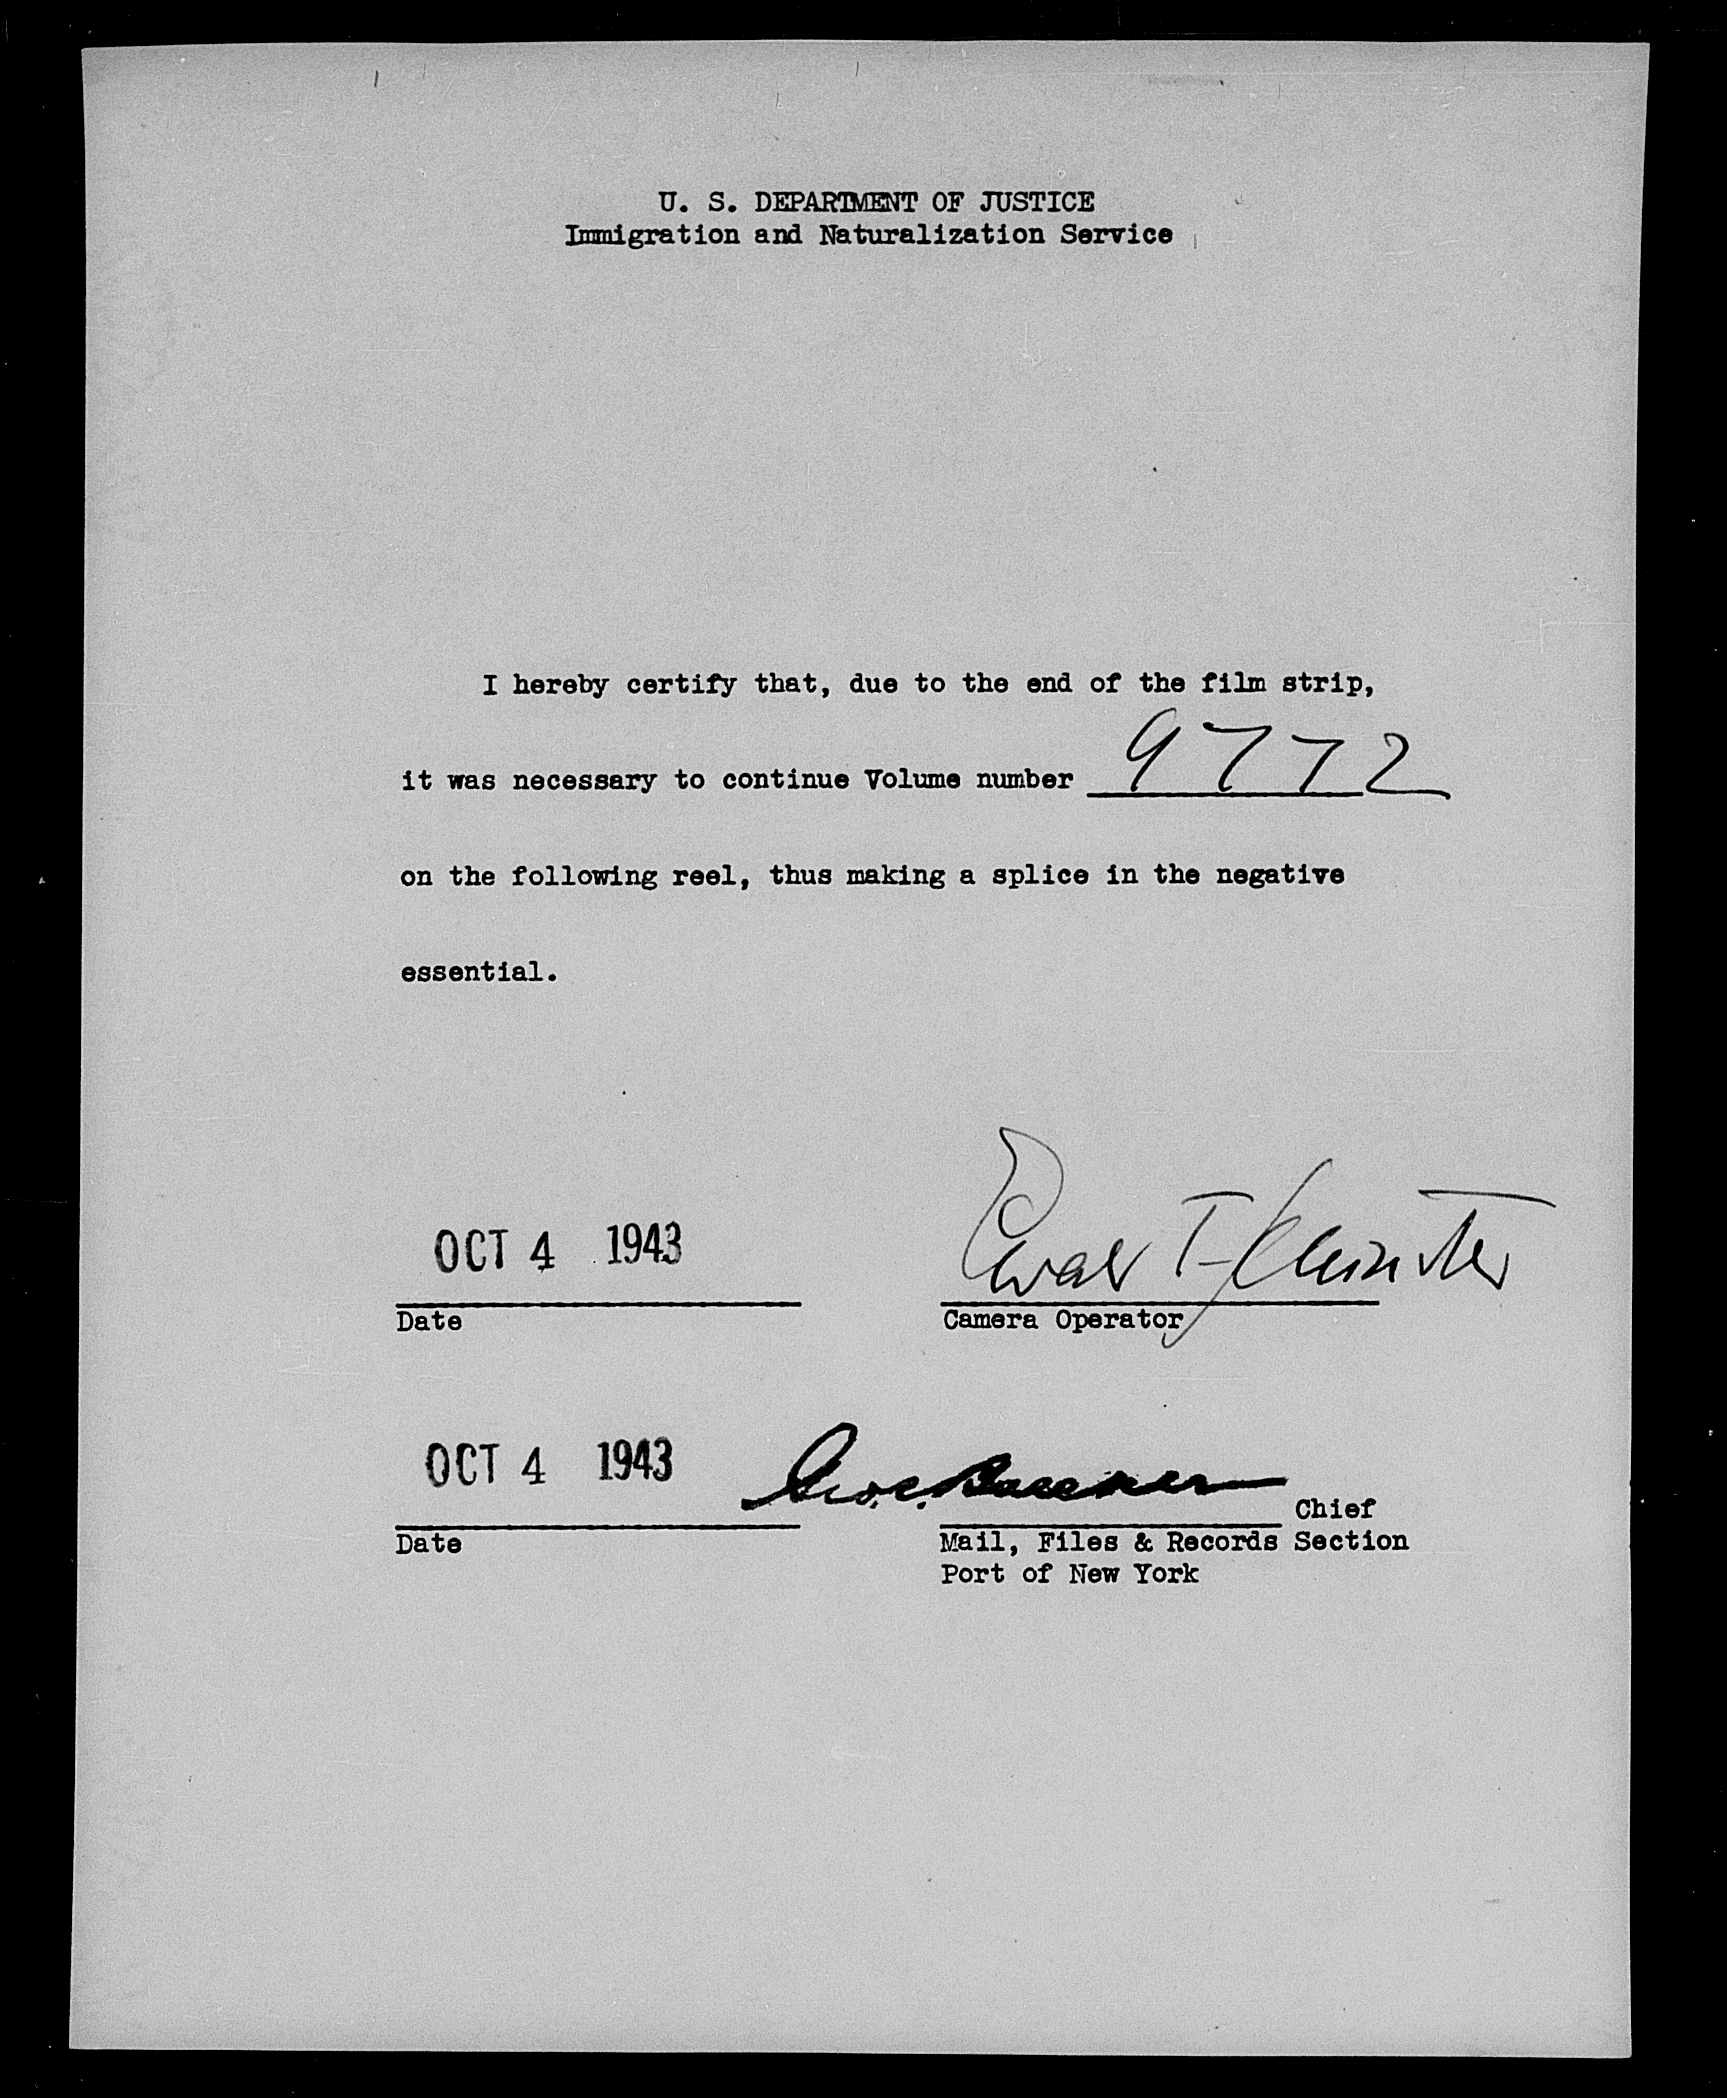 U. S. DEPARTMENT OF JUSTICE
Immigration and Naturalization Service
I hereby certify that, due to the end of the film strip,
it was necessary to continue Volume number 9772
on the following reel, thus making a splice in the negative
essential.
OCT 4 1943
Date
Camera Operator
OCT 4 1943
Chief
Date
Mail, Files & Records Section
Port of New York